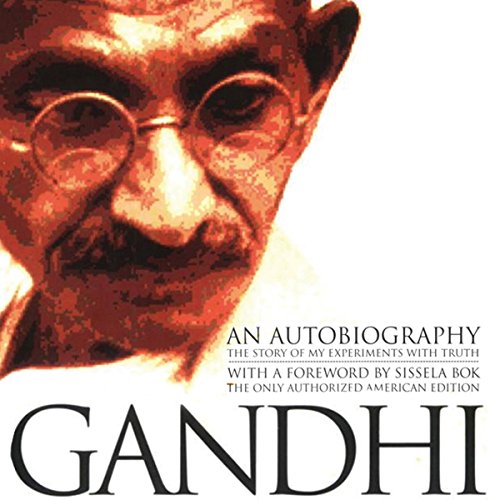 AN AUTOBIOGRAPHY
THE STORY OF MY EXPERIMENTS WITH TRUTH
WITH A FOREWORD BY SISSELA BOK
THE ONLY AUTHORIZED AMERICAN EDITION
GANDHI